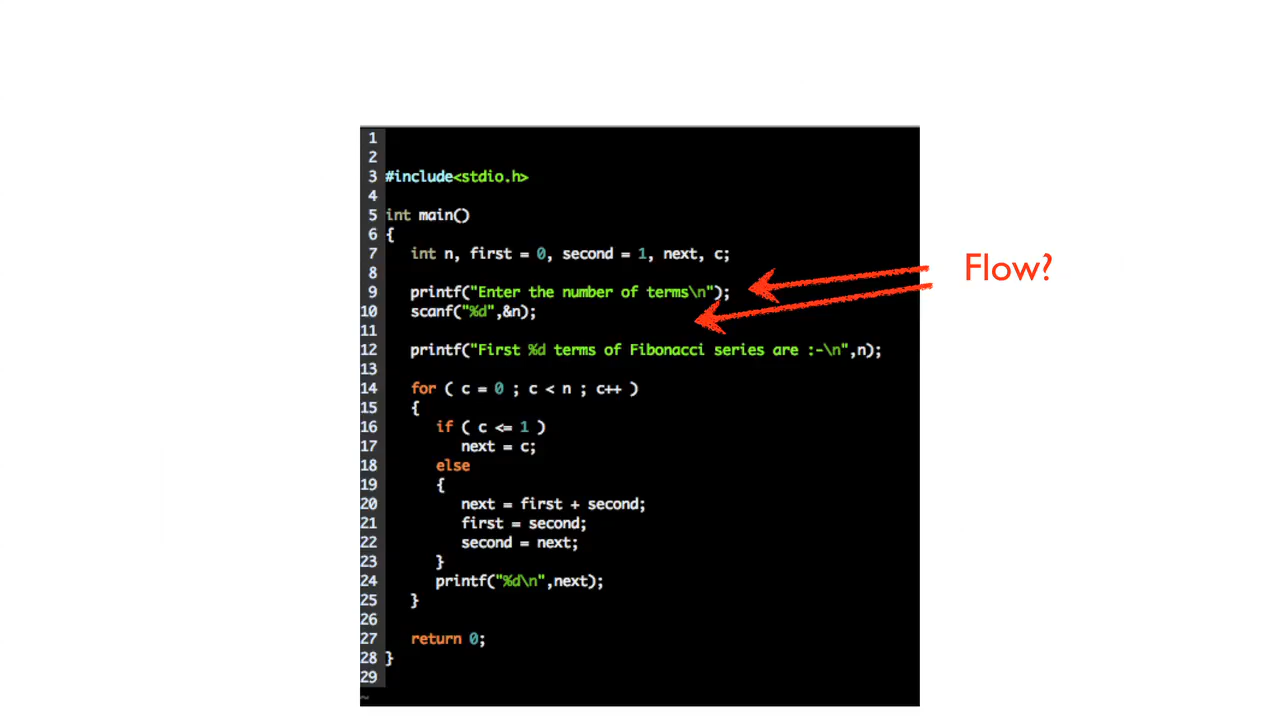 1
2
3 #include<stdio.h>
4
5 int main()
6 {
7    int n, first = 0, second = 1, next, c;
8
9    printf("Enter the number of terms\n");
10    scanf("%d",&n);
11
12    printf("First %d terms of Fibonacci series are :-\n",n);
13
14    for ( c = 0 ; c < n ; c++ )
15    {
16       if ( c <= 1 )
17          next = c;
18       else
19       {
20          next = first + second;
21          first = second;
22          second = next;
23       }
24       printf("%d\n",next);
25    }
26
27    return 0;
28 }
29
Flow?